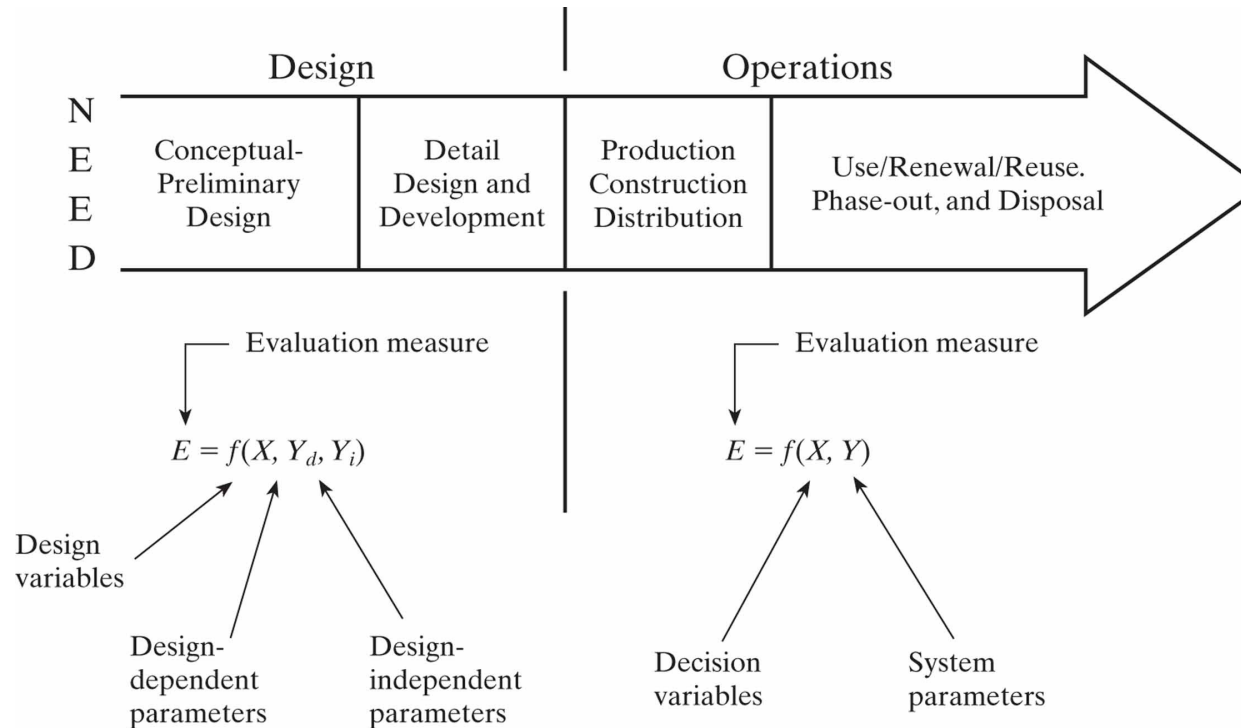 Design
Operations
N
E
E
D
Conceptual-
Preliminary
Design
Detail
Design and
Development
Production
Construction
Distribution
Use/Renewal/Reuse.
Phase-out, and Disposal
Evaluation measure
E = f(X, Y_d, Y_i)
Design
variables
Design-
dependent
parameters
Design-
independent
parameters
Evaluation measure
E = f(X, Y)
Decision
variables
System
parameters